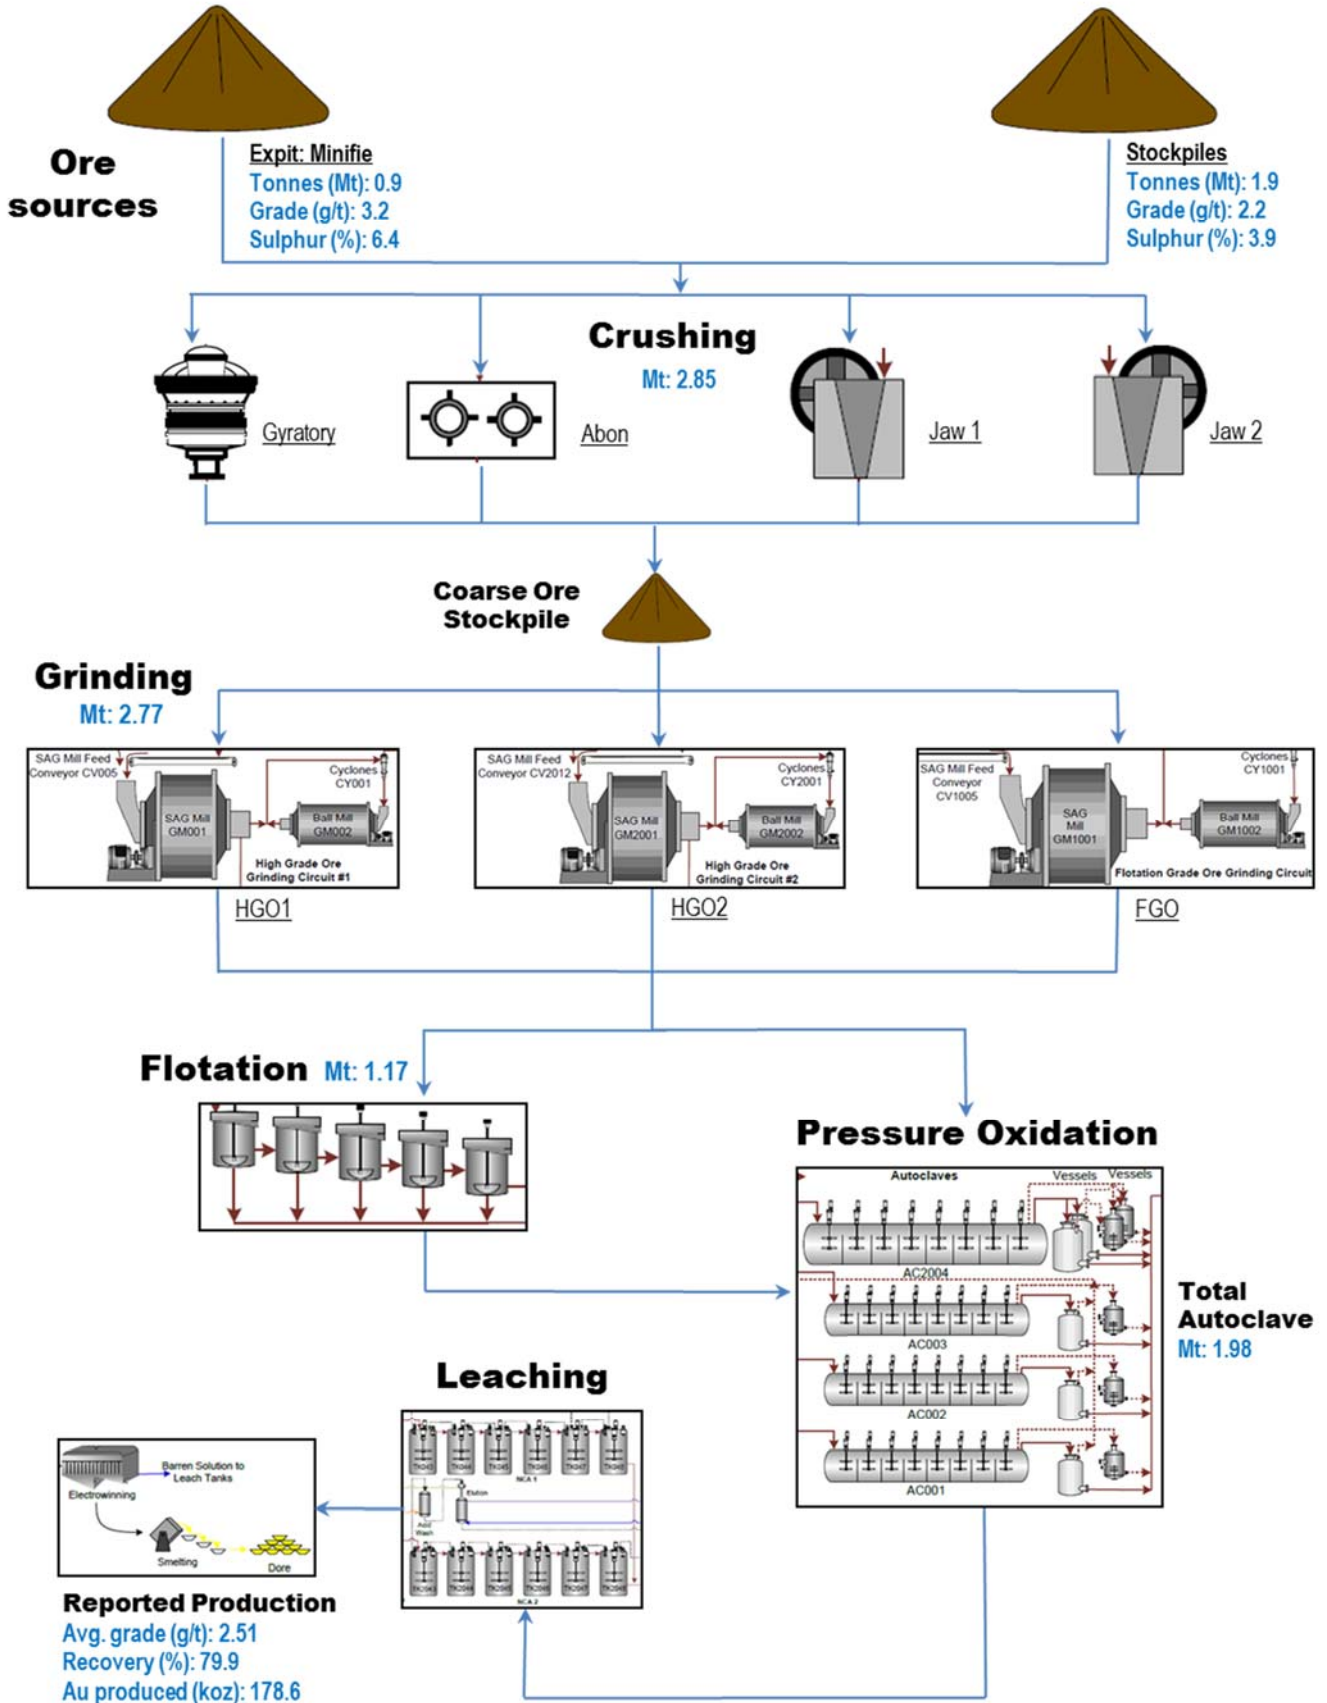 Ore
sources
Expit: Minifie
Tonnes (Mt): 0.9
Grade (g/t): 3.2
Sulphur (%): 6.4
Stockpiles
Tonnes (Mt): 1.9
Grade (g/t): 2.2
Sulphur (%): 3.9
Crushing
Mt: 2.85
Gyratory
Abon
Jaw 1
Jaw 2
Coarse Ore
Stockpile
Grinding
Mt: 2.77
SAG Mill Feed
Conveyor CV005
Cyclones
CY001
SAG Mill
GM001
Ball Mill
GM002
High Grade Ore
Grinding Circuit #1
HGO1
SAG Mill Feed
Conveyor CV2012
Cyclones
CY2001
SAG Mill
GM2001
Ball Mill
GM2002
High Grade Ore
Grinding Circuit #2
HGO2
SAG Mill Feed
Conveyor
CV1005
Cyclones
CY1001
SAG
Mill
GM1001
Ball Mill
GM1002
Flotation Grade Ore Grinding Circuit
FGO
Flotation Mt: 1.17
Pressure Oxidation
Autoclaves
Vessels
Vessels
AC2004
AC003
AC002
AC001
Total
Autoclave
Mt: 1.98
Leaching
NCA 1
Elution
Acid
Wash
NCA 2
Barren Solution to
Leach Tanks
Electrowinning
Smelting
Dore
Reported Production
Avg. grade (g/t): 2.51
Recovery (%): 79.9
Au produced (koz): 178.6